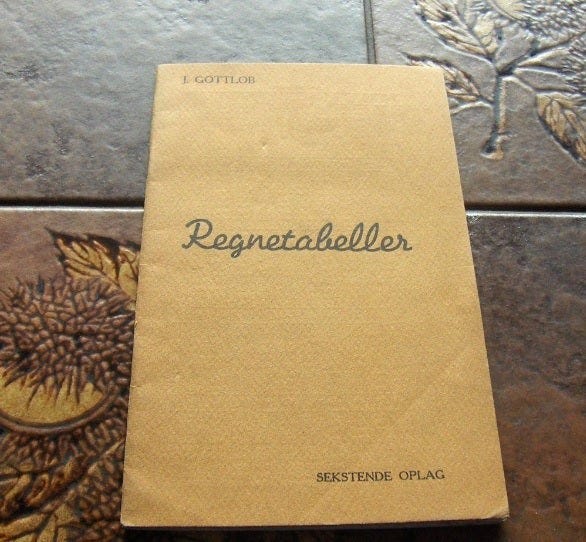 J. GOTTLOB
Regnetabeller
SEKSTENDE OPLAG